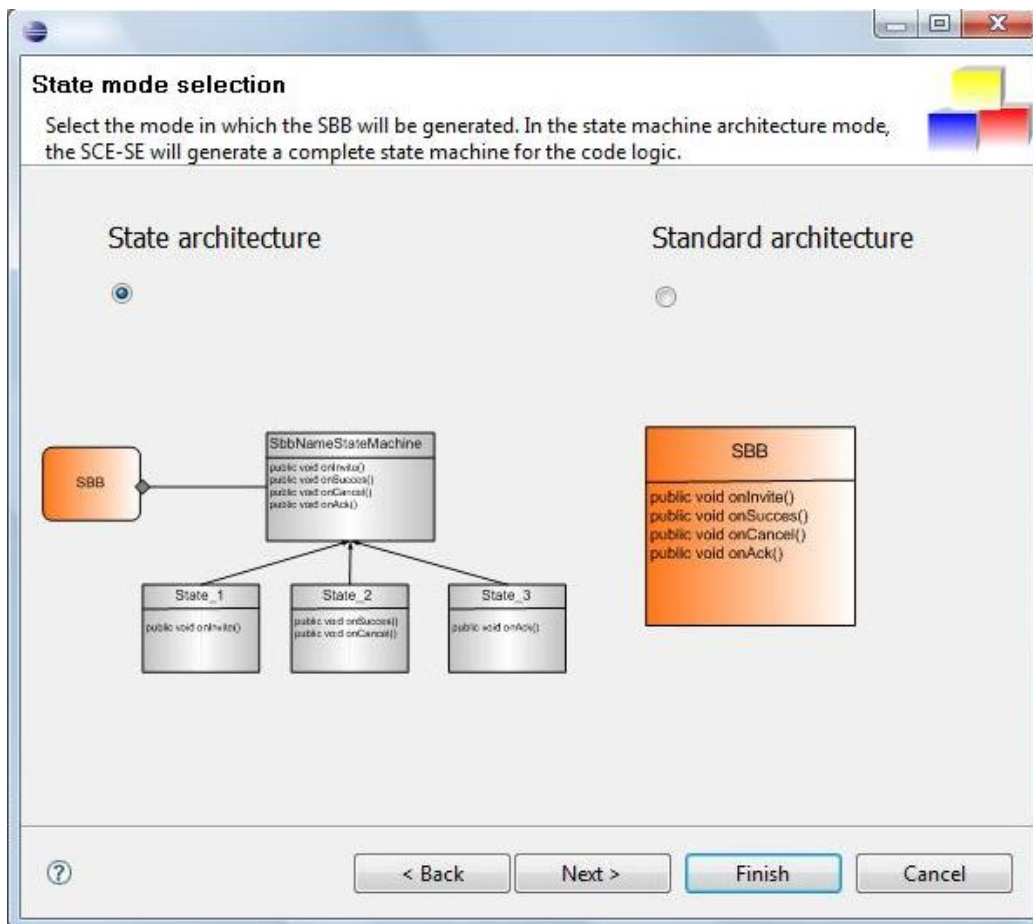 State mode selection
Select the mode in which the SBB will be generated. In the state machine architecture mode,
the SCE-SE will generate a complete state machine for the code logic.
State architecture
Standard architecture
SBB
SbbNameStateMachine
public void onInvite()
public void onSucces()
public void onCancel()
public void onAck()
State_1
public void onInvite()
State_2
public void onSucces()
public void onCancel()
State_3
public void onAck()
SBB
public void onInvite()
public void onSucces()
public void onCancel()
public void onAck()
?
< Back
Next >
Finish
Cancel